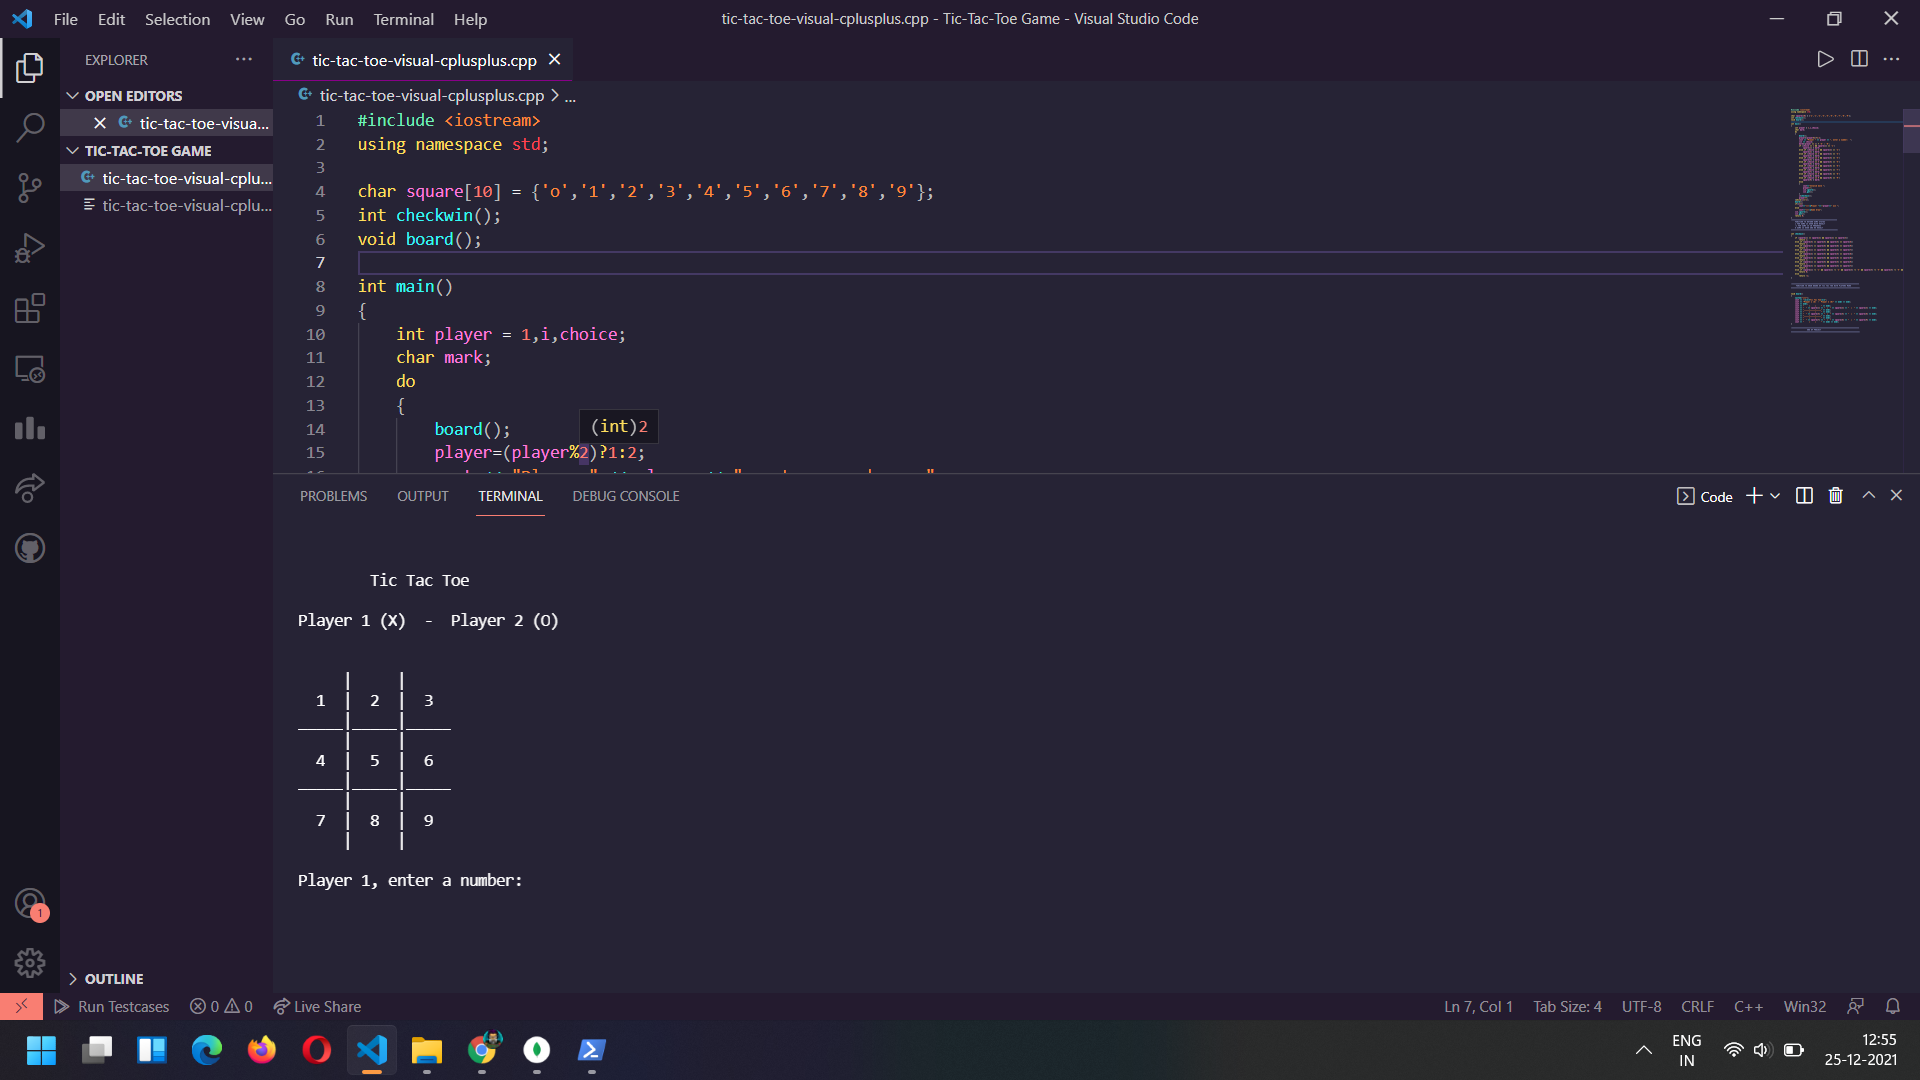 File Edit Selection View Go Run Terminal Help
tic-tac-toe-visual-cplusplus.cpp - Tic-Tac-Toe Game - Visual Studio Code
EXPLORER
OPEN EDITORS
tic-tac-toe-visua...
TIC-TAC-TOE GAME
tic-tac-toe-visual-cplu...
tic-tac-toe-visual-cplu...
OUTLINE
tic-tac-toe-visual-cplusplus.cpp
tic-tac-toe-visual-cplusplus.cpp > ...
1 #include <iostream>
2 using namespace std;
3
4 char square[10] = {'o','1','2','3','4','5','6','7','8','9'};
5 int checkwin();
6 void board();
7
8 int main()
9 {
10 int player = 1,i,choice;
11 char mark;
12 do
13 {
(int)2
14 board();
15 player=(player%2)?1:2;
PROBLEMS OUTPUT TERMINAL DEBUG CONSOLE
Code
Tic Tac Toe
Player 1 (X) - Player 2 (O)
1 | 2 | 3
4 | 5 | 6
7 | 8 | 9
Player 1, enter a number:
1
Run Testcases 0 0 Live Share
Ln 7, Col 1 Tab Size: 4 UTF-8 CRLF C++ Win32
ENG
IN
12:55
25-12-2021